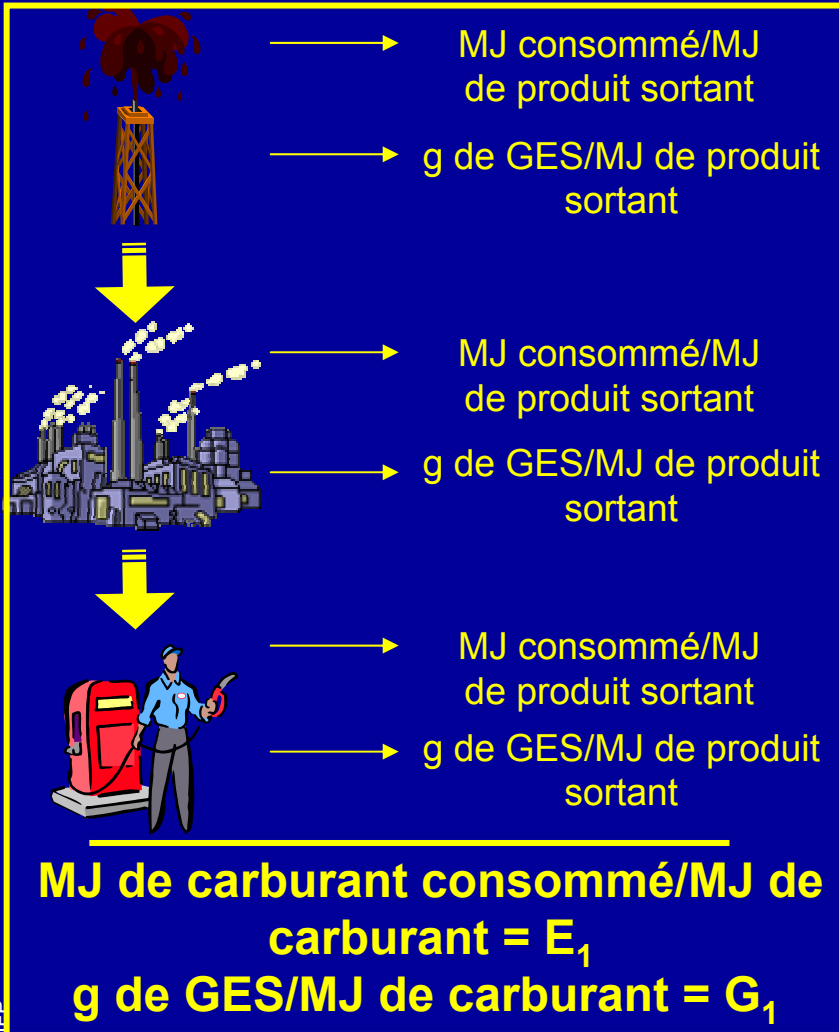 MJ consommé/MJ
de produit sortant
g de GES/MJ de produit
sortant
MJ consommé/MJ
de produit sortant
g de GES/MJ de produit
sortant
MJ consommé/MJ
de produit sortant
g de GES/MJ de produit
sortant
MJ de carburant consommé/MJ de
carburant = E₁
g de GES/MJ de carburant = G₁